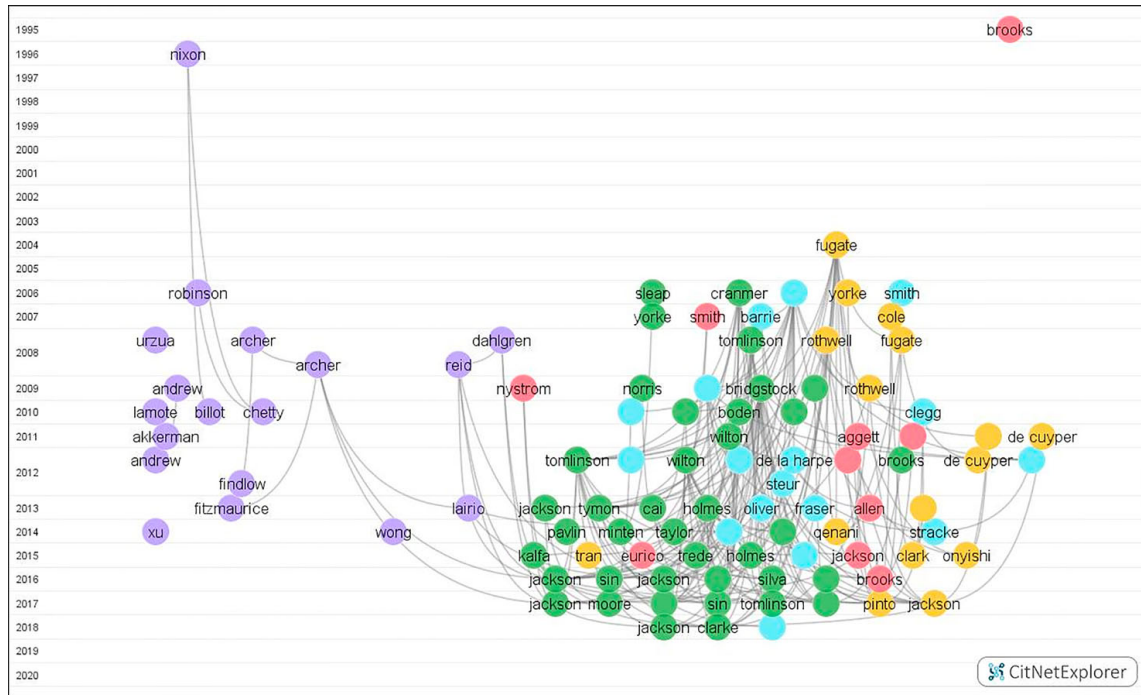 1995 brooks
1996 nixon
1997
1998
1999
2000
2001
2002
2003
2004 fugate
2005
2006 robinson sleap cranmer yorke smith
2007 yorke smith barrie cole
urzua archer dahlgren tomlinson rothwell fugate
2008 archer reid
2009 andrew nystrom norris bridgstock rothwell
2010 lamote billot chetty boden clegg
2011 akkerman wilton aggett de cuyper
andrew tomlinson wilton de la harpe brooks de cuyper
2012 findlow steur
2013 fitzmaurice lairio jackson tymon cai holmes oliver fraser allen
2014 xu wong pavlin minten taylor qenani stracke
2015 kalfa tran eurico trede holmes jackson clark onyishi
2016 jackson sin jackson silva brooks
2017 jackson moore sin tomlinson pinto jackson
2018 jackson clarke
2019
2020
CitNetExplorer